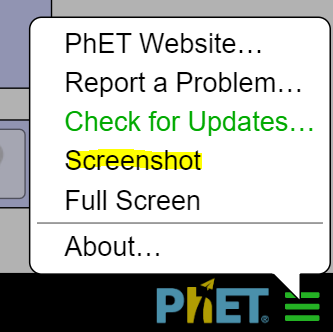 PhET Website…
Report a Problem…
Check for Updates…
Screenshot
Full Screen
About…
PhET®